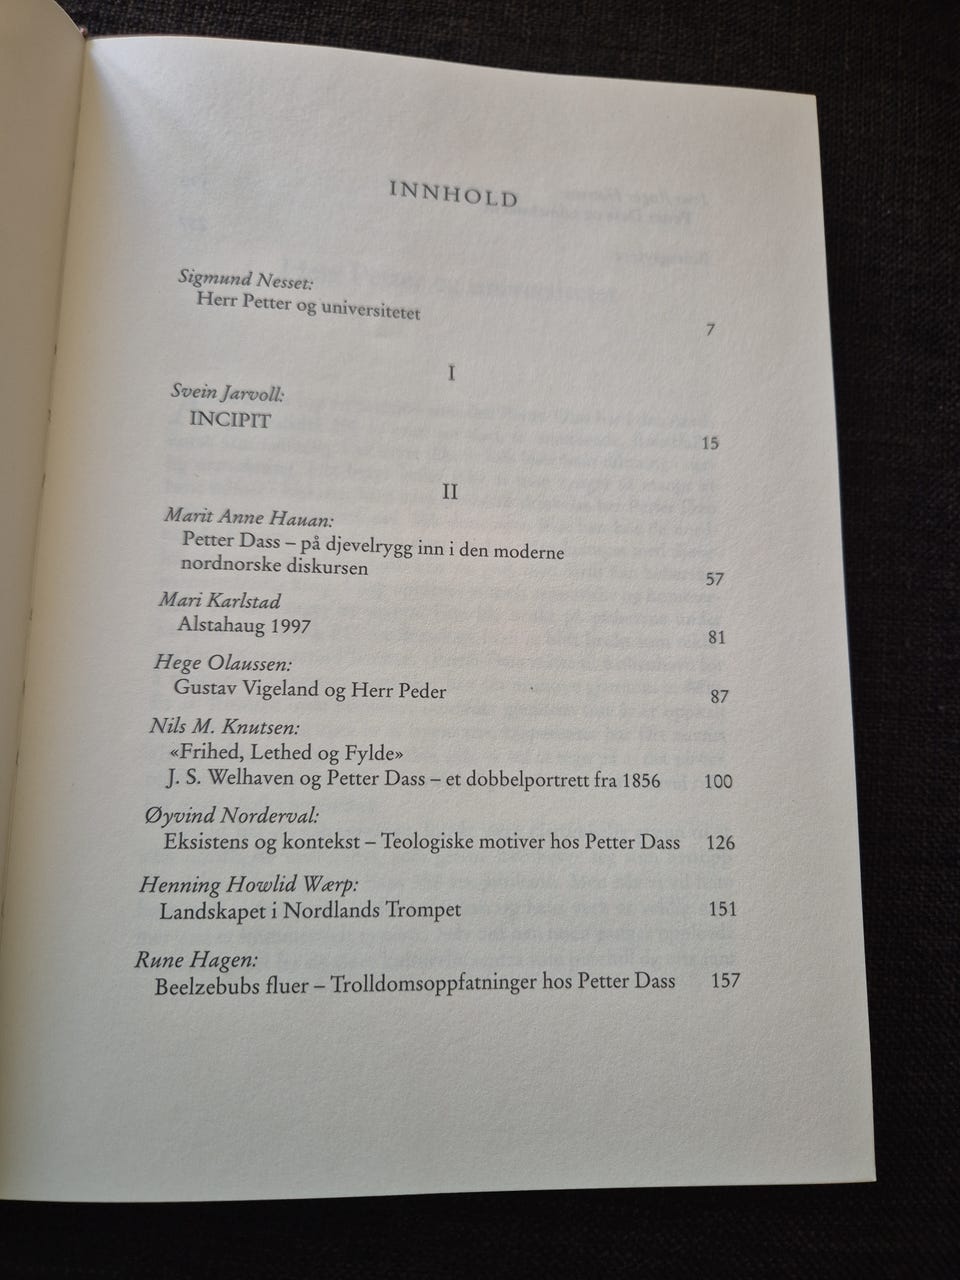 INNHOLD
Sigmund Nesset:
Herr Petter og universitetet 7
I
Svein Jarvoll:
INCIPIT 15
II
Marit Anne Hauan:
Petter Dass – på djevelrygg inn i den moderne
nordnorske diskursen 57
Mari Karlstad
Alstahaug 1997 81
Hege Olaussen:
Gustav Vigeland og Herr Peder 87
Nils M. Knutsen:
«Frihed, Lethed og Fylde»
J. S. Welhaven og Petter Dass – et dobbelportrett fra 1856 100
Øyvind Norderval:
Eksistens og kontekst – Teologiske motiver hos Petter Dass 126
Henning Howlid Wærp:
Landskapet i Nordlands Trompet 151
Rune Hagen:
Beelzebubs fluer – Trolldomsoppfatninger hos Petter Dass 157